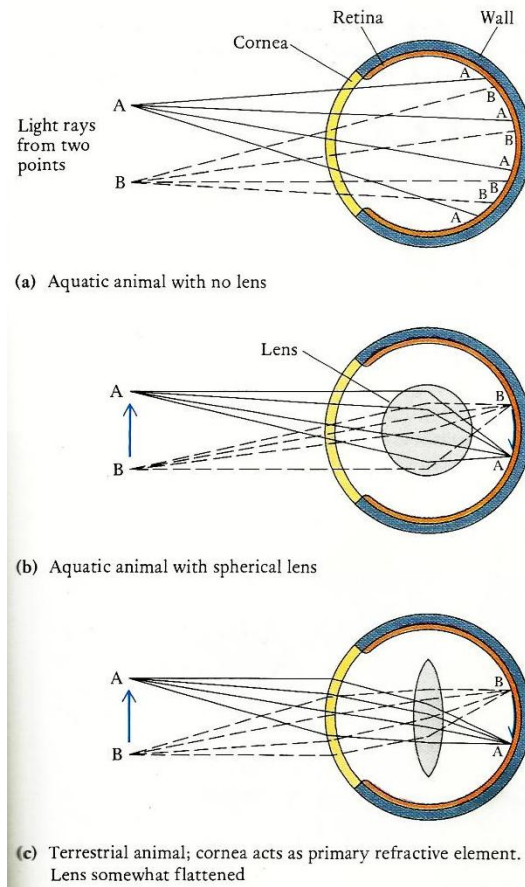 Retina
Wall
Cornea
A
Light rays
from two
points
B
A
B
A
B
A
B
B
A
(a) Aquatic animal with no lens
Lens
A
B
B
A
(b) Aquatic animal with spherical lens
A
B
B
A
(c) Terrestrial animal; cornea acts as primary refractive element.
Lens somewhat flattened